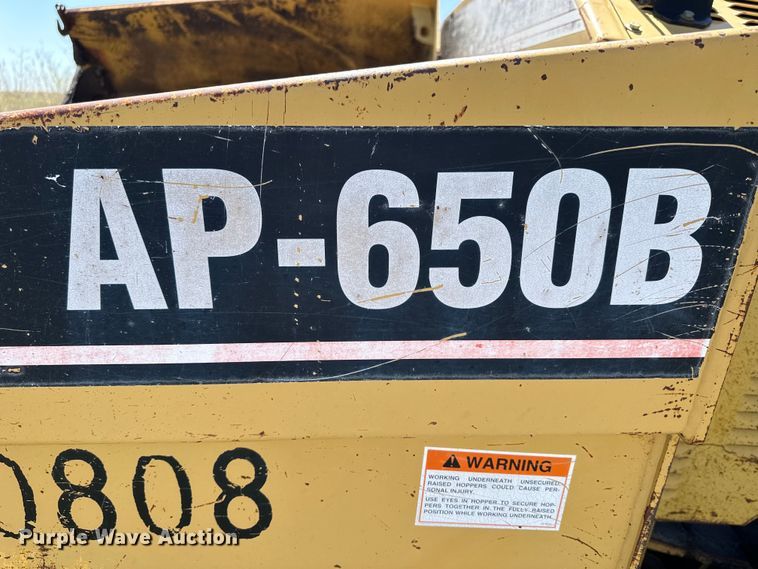 AP-650B
0808
WARNING
WORKING UNDERNEATH UNSECURED
RAISED HOPPERS COULD CAUSE PER-
SONAL INJURY.
USE EYES IN HOPPER TO SECURE HOP-
PERS TOGETHER IN THE FULLY-RAISED
POSITION WHILE WORKING UNDERNEATH.
Purple Wave Auction